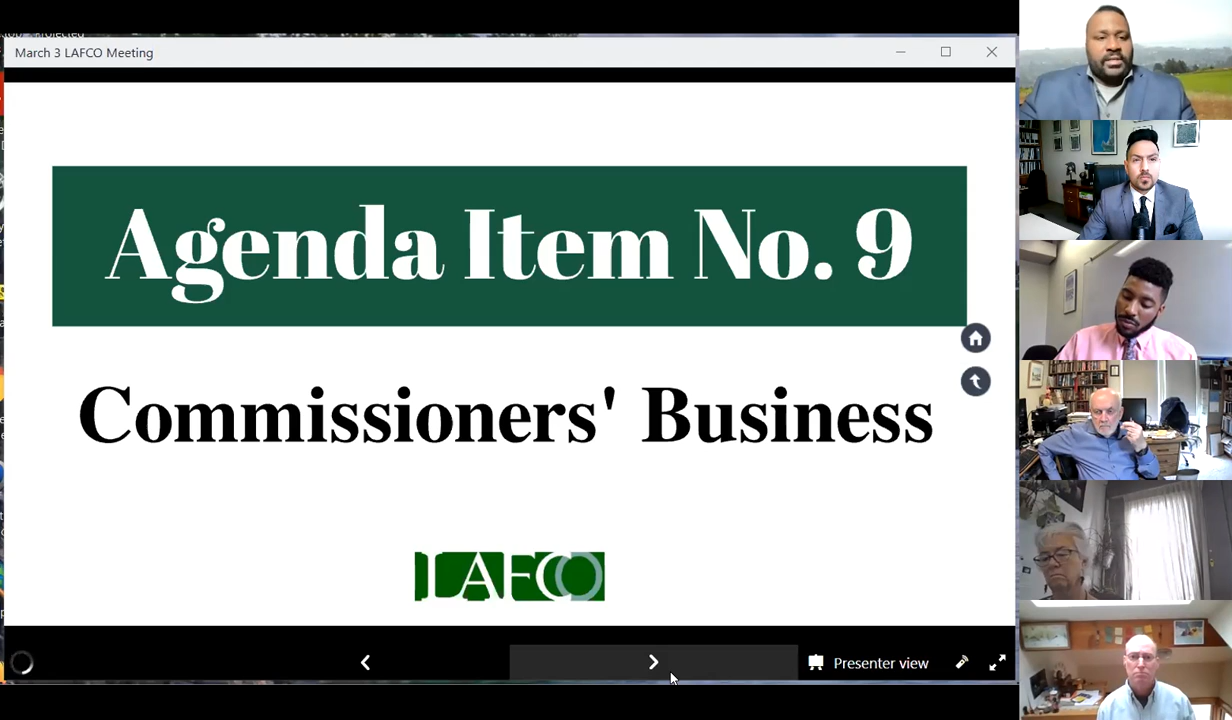 March 3 LAFCO Meeting
Agenda Item No. 9
Commissioners' Business
LAFCO
Presenter view